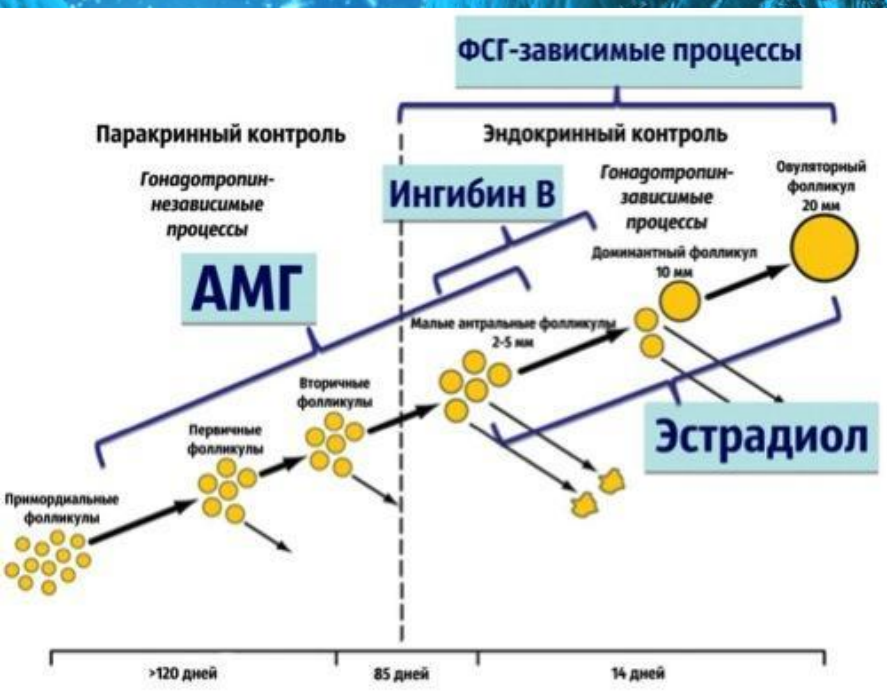 ФСГ-зависимые процессы
Паракринный контроль
Эндокринный контроль
Гонадотропин-
независимые
процессы
Ингибин В
Гонадотропин-
зависимые
процессы
Овуляторный
фолликул
20 мм
АМГ
Доминантный фолликул
10 мм
Малые антральные фолликулы
2-5 мм
Вторичные
фолликулы
Первичные
фолликулы
Эстрадиол
Примордиальные
фолликулы
>120 дней
85 дней
14 дней